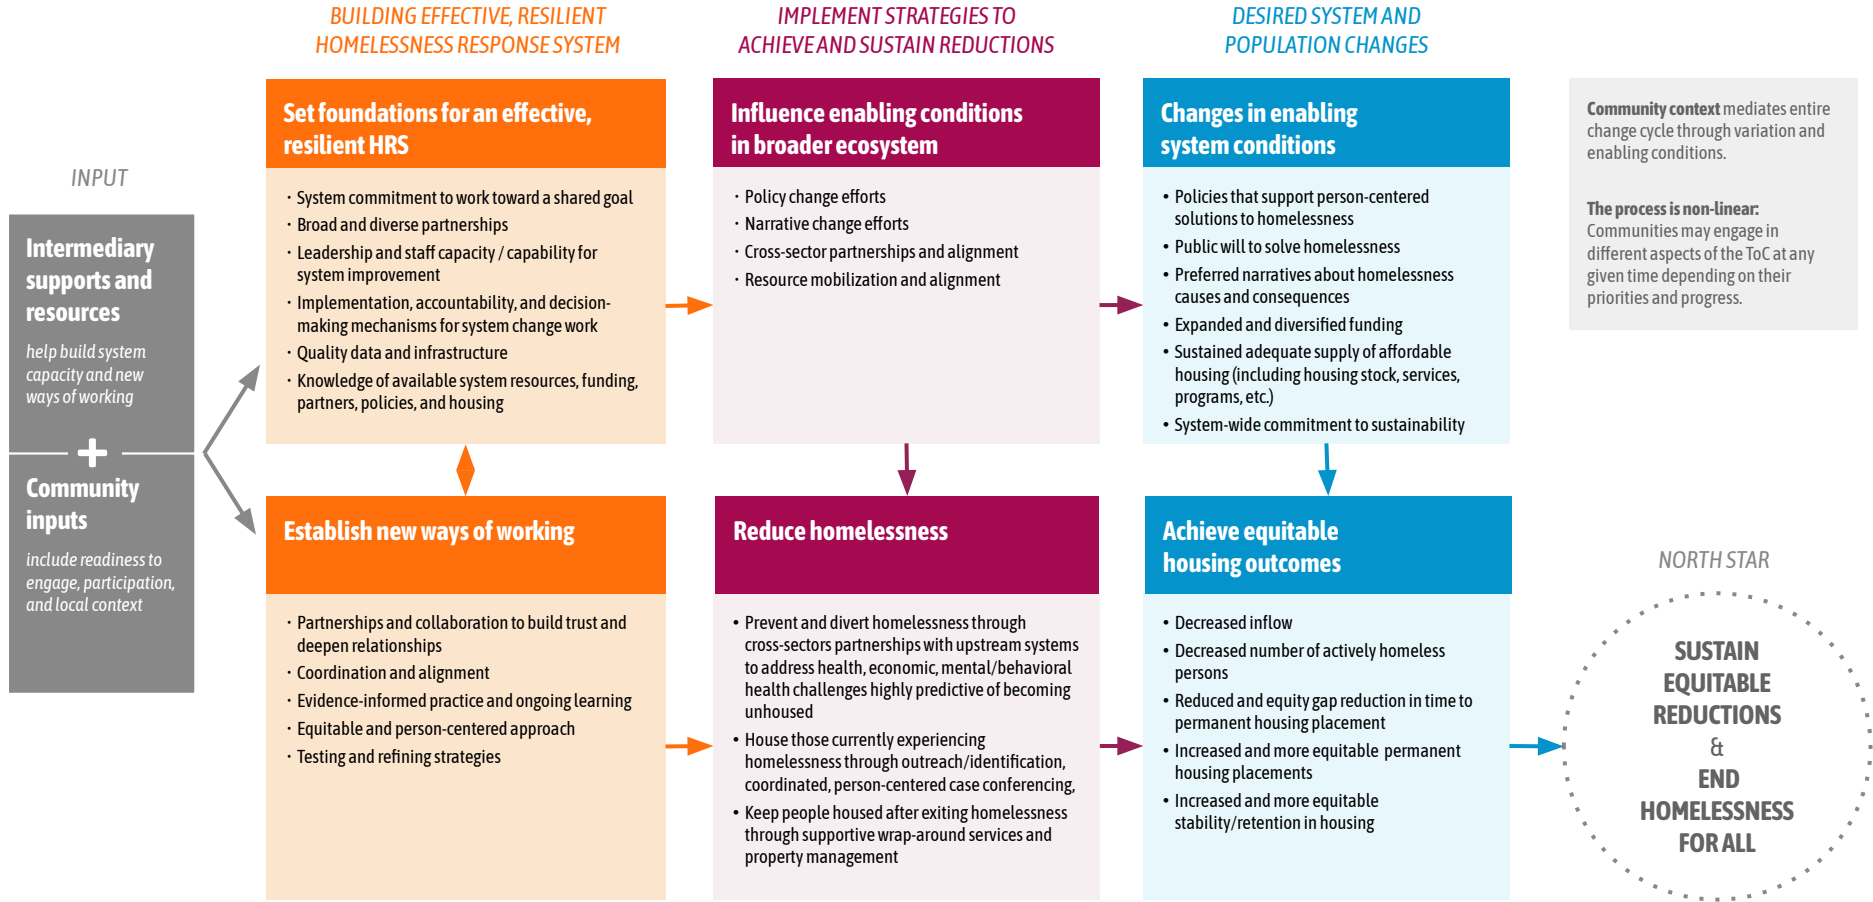 INPUT
Intermediary
supports and
resources
help build system
capacity and new
ways of working
+
Community
inputs
include readiness to
engage, participation,
and local context
BUILDING EFFECTIVE, RESILIENT
HOMELESSNESS RESPONSE SYSTEM
Set foundations for an effective,
resilient HRS
· System commitment to work toward a shared goal
· Broad and diverse partnerships
· Leadership and staff capacity / capability for
system improvement
· Implementation, accountability, and decision-
making mechanisms for system change work
· Quality data and infrastructure
· Knowledge of available system resources, funding,
partners, policies, and housing
Establish new ways of working
· Partnerships and collaboration to build trust and
deepen relationships
· Coordination and alignment
· Evidence-informed practice and ongoing learning
· Equitable and person-centered approach
· Testing and refining strategies
IMPLEMENT STRATEGIES TO
ACHIEVE AND SUSTAIN REDUCTIONS
Influence enabling conditions
in broader ecosystem
· Policy change efforts
· Narrative change efforts
· Cross-sector partnerships and alignment
· Resource mobilization and alignment
Reduce homelessness
• Prevent and divert homelessness through
cross-sectors partnerships with upstream systems
to address health, economic, mental/behavioral
health challenges highly predictive of becoming
unhoused
• House those currently experiencing
homelessness through outreach/identification,
coordinated, person-centered case conferencing,
• Keep people housed after exiting homelessness
through supportive wrap-around services and
property management
DESIRED SYSTEM AND
POPULATION CHANGES
Changes in enabling
system conditions
• Policies that support person-centered
solutions to homelessness
• Public will to solve homelessness
• Preferred narratives about homelessness
causes and consequences
• Expanded and diversified funding
• Sustained adequate supply of affordable
housing (including housing stock, services,
programs, etc.)
• System-wide commitment to sustainability
Achieve equitable
housing outcomes
• Decreased inflow
• Decreased number of actively homeless
persons
• Reduced and equity gap reduction in time to
permanent housing placement
• Increased and more equitable permanent
housing placements
• Increased and more equitable
stability/retention in housing
Community context mediates entire
change cycle through variation and
enabling conditions.
The process is non-linear:
Communities may engage in
different aspects of the ToC at any
given time depending on their
priorities and progress.
NORTH STAR
SUSTAIN
EQUITABLE
REDUCTIONS
&
END
HOMELESSNESS
FOR ALL